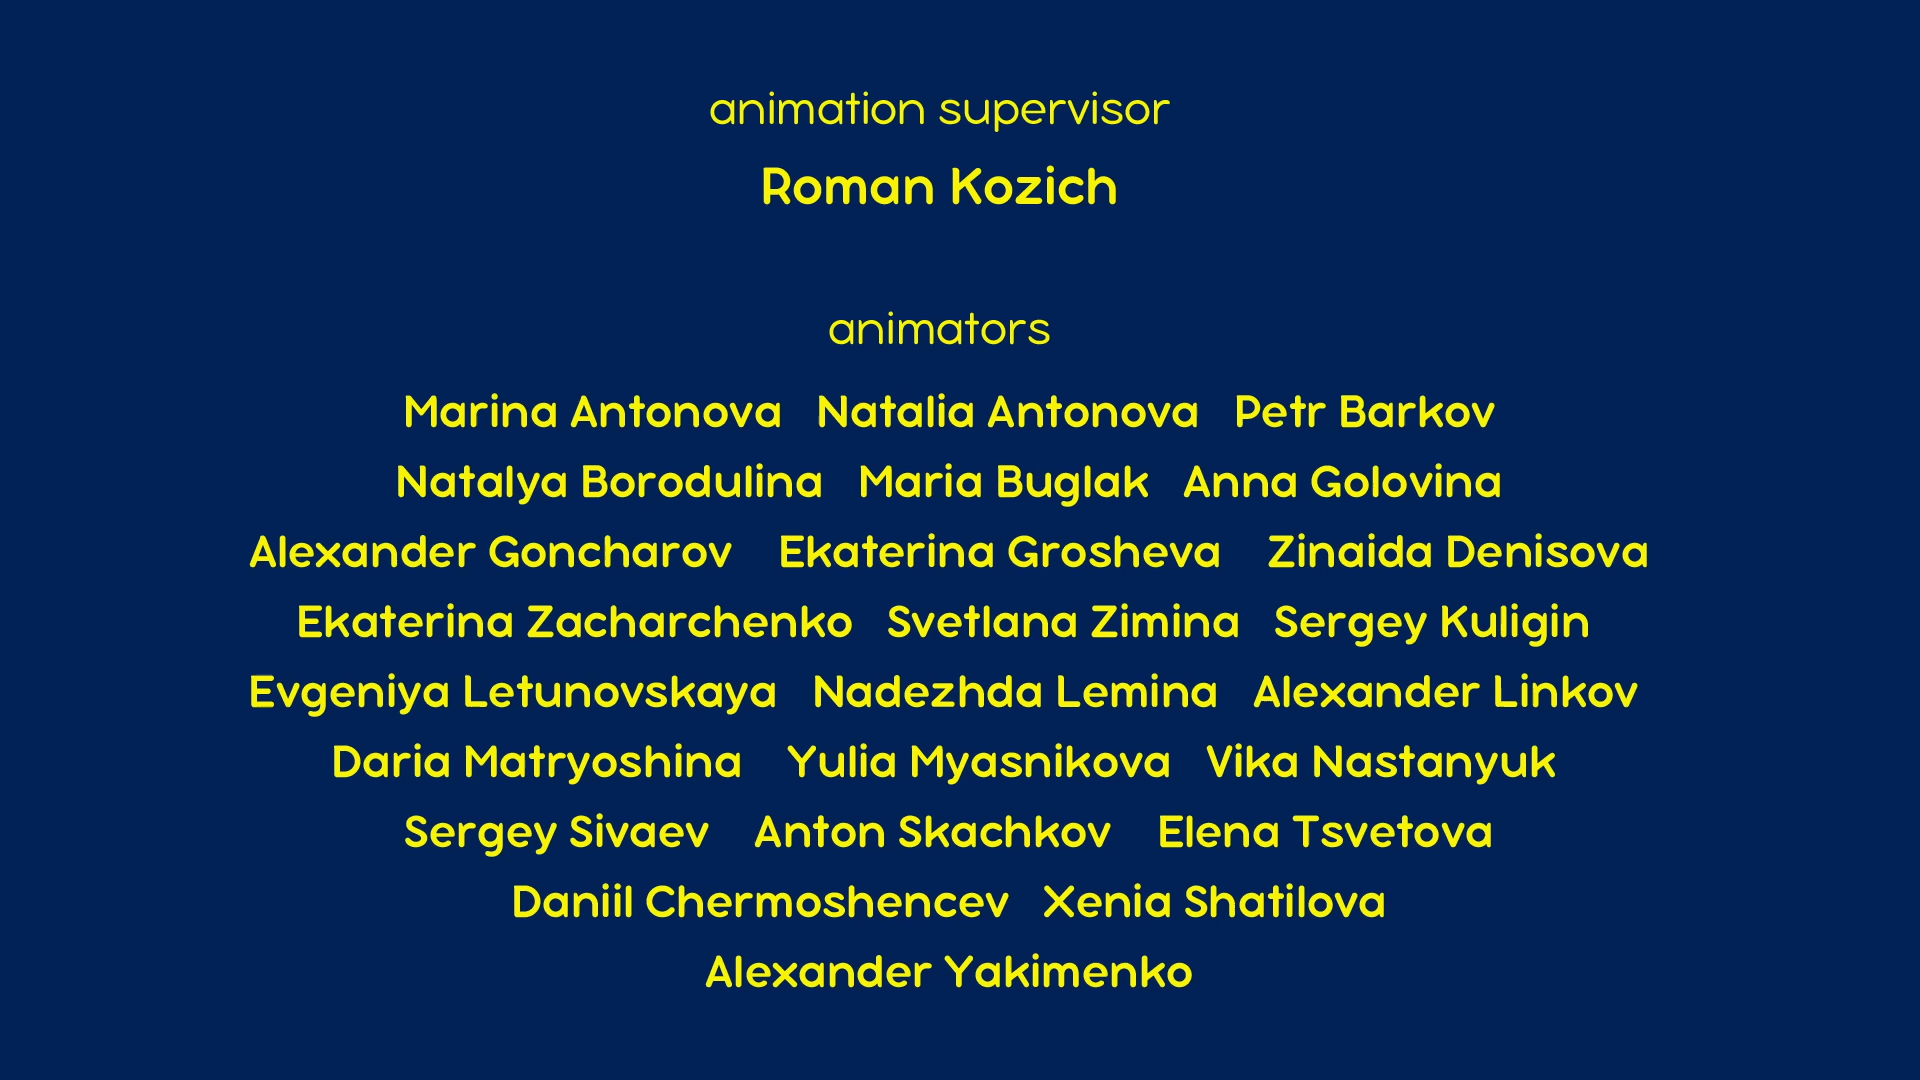 animation supervisor
Roman Kozich
animators
Marina Antonova Natalia Antonova Petr Barkov
Natalya Borodulina Maria Buglak Anna Golovina
Alexander Goncharov Ekaterina Grosheva Zinaida Denisova
Ekaterina Zacharchenko Svetlana Zimina Sergey Kuligin
Evgeniya Letunovskaya Nadezhda Lemina Alexander Linkov
Daria Matryoshina Yulia Myasnikova Vika Nastanyuk
Sergey Sivaev Anton Skachkov Elena Tsvetova
Daniil Chermoshencev Xenia Shatilova
Alexander Yakimenko